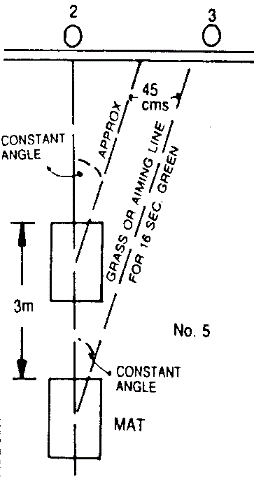 2
3
APPROX
45
cms
CONSTANT
ANGLE
GRASS OR AIMING LINE
FOR 16 SEC. GREEN
3m
No. 5
CONSTANT
ANGLE
MAT